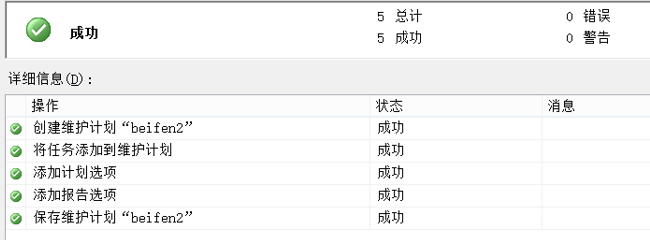 成功
5 总计 0 错误
5 成功 0 警告
详细信息(D):
操作 状态 消息
创建维护计划“beifen2” 成功
将任务添加到维护计划 成功
添加计划选项 成功
添加报告选项 成功
保存维护计划“beifen2” 成功